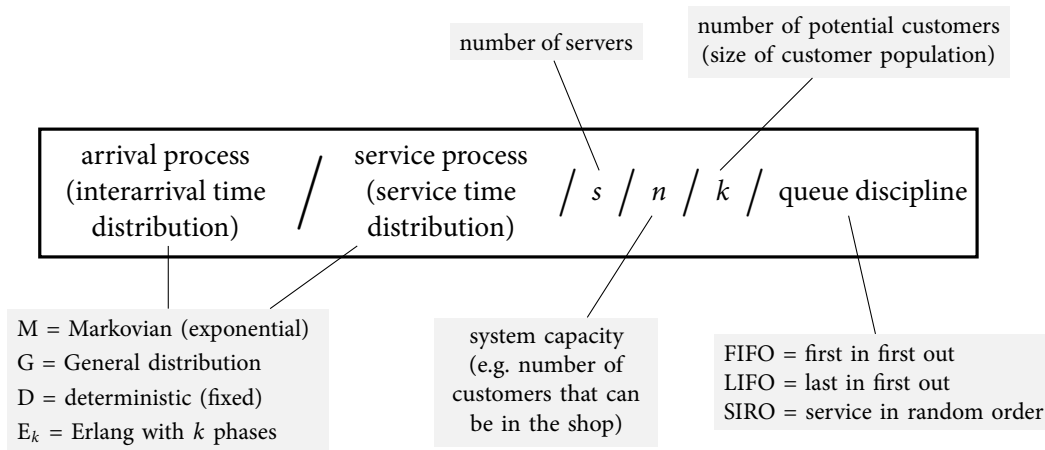 number of servers
number of potential customers
(size of customer population)
arrival process
(interarrival time
distribution)
/
service process
(service time
distribution)
/ s / n / k / queue discipline
M = Markovian (exponential)
G = General distribution
D = deterministic (fixed)
Eₖ = Erlang with k phases
system capacity
(e.g. number of
customers that can
be in the shop)
FIFO = first in first out
LIFO = last in first out
SIRO = service in random order